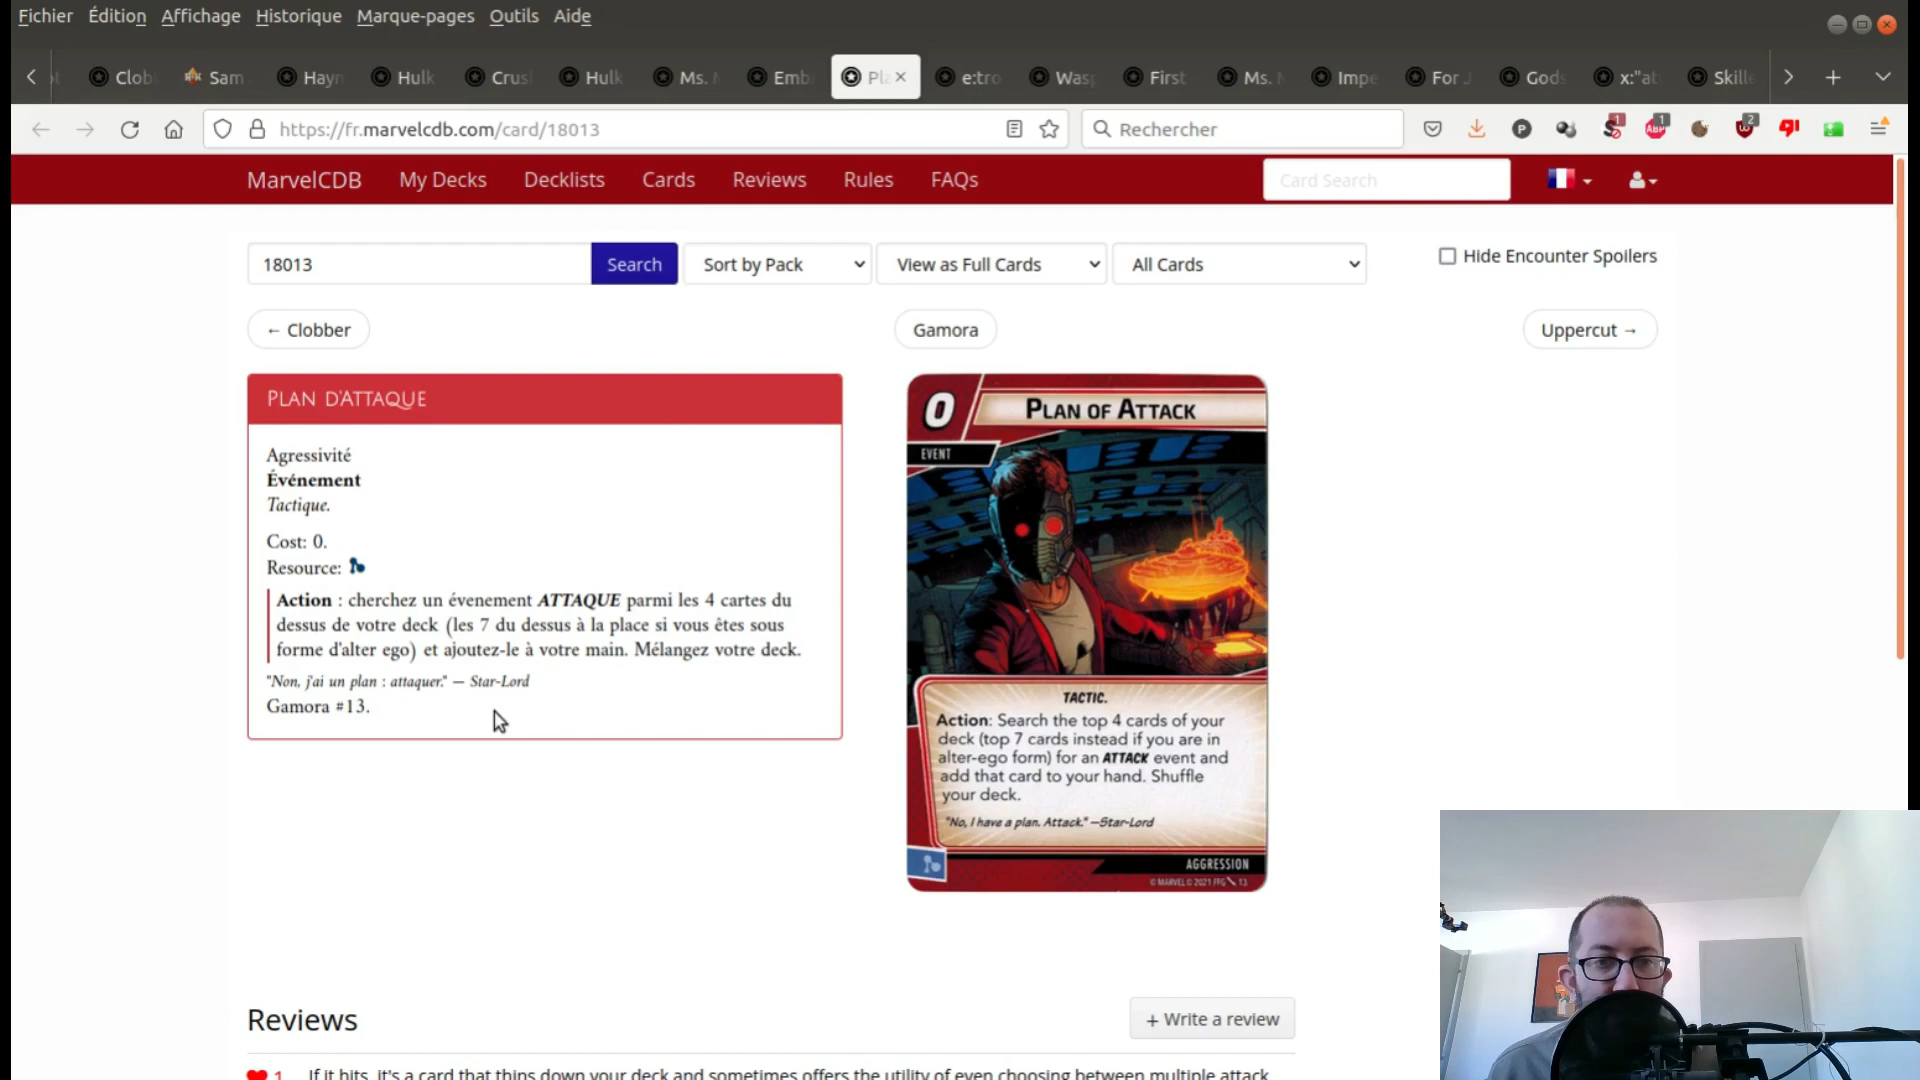 Fichier Édition Affichage Historique Marque-pages Outils Aide
Clob Sam Hayn Hulk Crus Hulk Ms. Emb Pl e:tro Wasp First Ms. Impe For J Gods x:"at Skille
https://fr.marvelcdb.com/card/18013
Rechercher
MarvelCDB My Decks Decklists Cards Reviews Rules FAQs
Card Search
18013
Search
Sort by Pack
View as Full Cards
All Cards
Hide Encounter Spoilers
← Clobber
Gamora
Uppercut →
PLAN D'ATTAQUE
Agressivité
Événement
Tactique.
Cost: 0.
Resource:
Action : cherchez un évenement ATTAQUE parmi les 4 cartes du
dessus de votre deck (les 7 du dessus à la place si vous êtes sous
forme d'alter ego) et ajoutez-le à votre main. Mélangez votre deck.
"Non, j'ai un plan : attaquer." — Star-Lord
Gamora #13.
0
PLAN OF ATTACK
EVENT
TACTIC.
Action: Search the top 4 cards of your
deck (top 7 cards instead if you are in
alter-ego form) for an ATTACK event and
add that card to your hand. Shuffle
your deck.
"No, I have a plan. Attack." —Star-Lord
AGGRESSION
© MARVEL © 2021 FFG 13
Reviews
+ Write a review
1 If it hits, it's a card that thins down your deck and sometimes offers the utility of even choosing between multiple attack